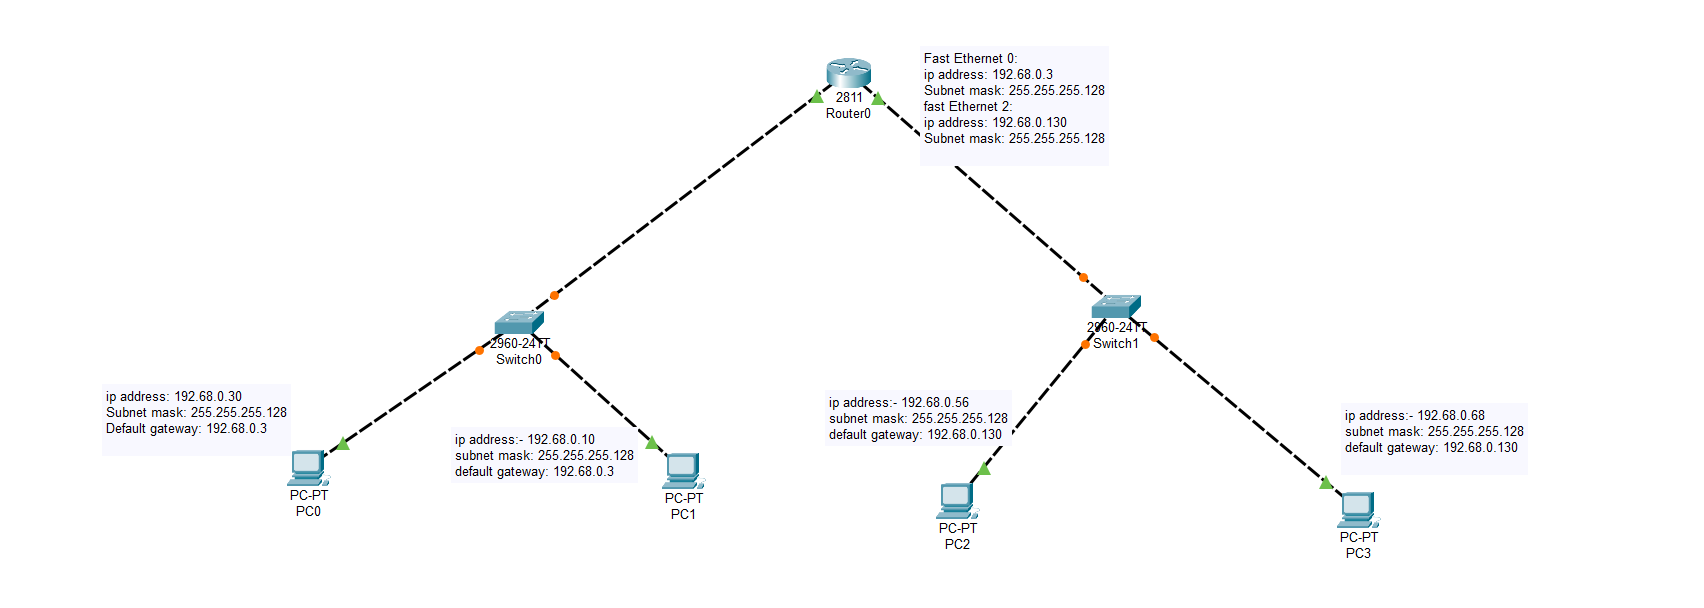 Fast Ethernet 0:
ip address: 192.68.0.3
Subnet mask: 255.255.255.128
fast Ethernet 2:
ip address: 192.68.0.130
Subnet mask: 255.255.255.128
2811
Router0
2960-24TT
Switch0
2960-24TT
Switch1
ip address: 192.68.0.30
Subnet mask: 255.255.255.128
Default gateway: 192.68.0.3
ip address:- 192.68.0.10
subnet mask: 255.255.255.128
default gateway: 192.68.0.3
ip address:- 192.68.0.56
subnet mask: 255.255.255.128
default gateway: 192.68.0.130
ip address:- 192.68.0.68
subnet mask: 255.255.255.128
default gateway: 192.68.0.130
PC-PT
PC0
PC-PT
PC1
PC-PT
PC2
PC-PT
PC3